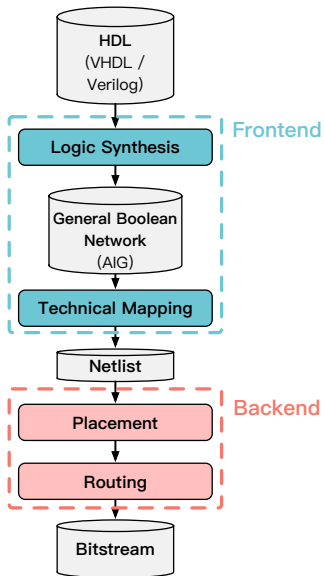 HDL
(VHDL /
Verilog)
Frontend
Logic Synthesis
General Boolean
Network
(AIG)
Technical Mapping
Netlist
Backend
Placement
Routing
Bitstream